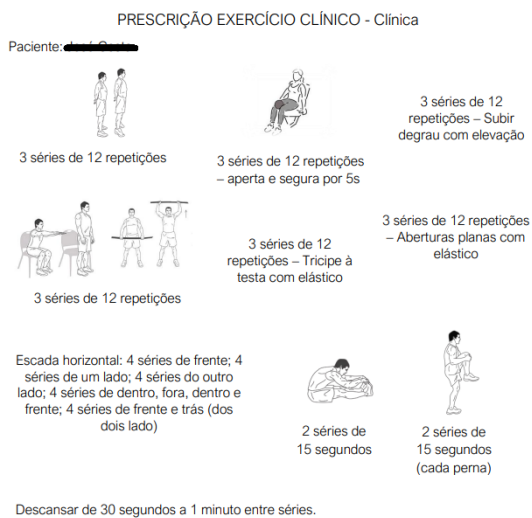 PRESCRIÇÃO EXERCÍCIO CLÍNICO - Clínica
Paciente:
3 séries de 12 repetições
3 séries de 12 repetições
– aperta e segura por 5s
3 séries de 12
repetições – Subir
degrau com elevação
3 séries de 12 repetições
3 séries de 12
repetições – Tricipe à
testa com elástico
3 séries de 12 repetições
– Aberturas planas com
elástico
Escada horizontal: 4 séries de frente; 4
séries de um lado; 4 séries do outro
lado; 4 séries de dentro, fora, dentro e
frente; 4 séries de frente e trás (dos
dois lado)
2 séries de
15 segundos
2 séries de
15 segundos
(cada perna)
Descansar de 30 segundos a 1 minuto entre séries.